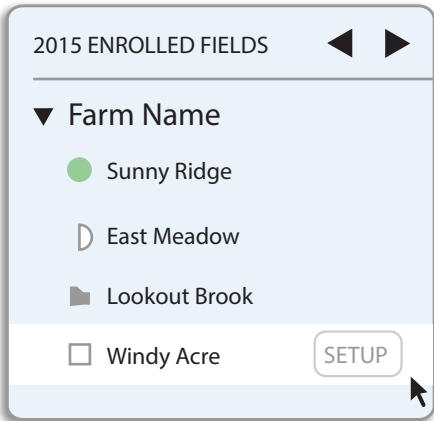 2015 ENROLLED FIELDS
Farm Name
Sunny Ridge
East Meadow
Lookout Brook
Windy Acre SETUP